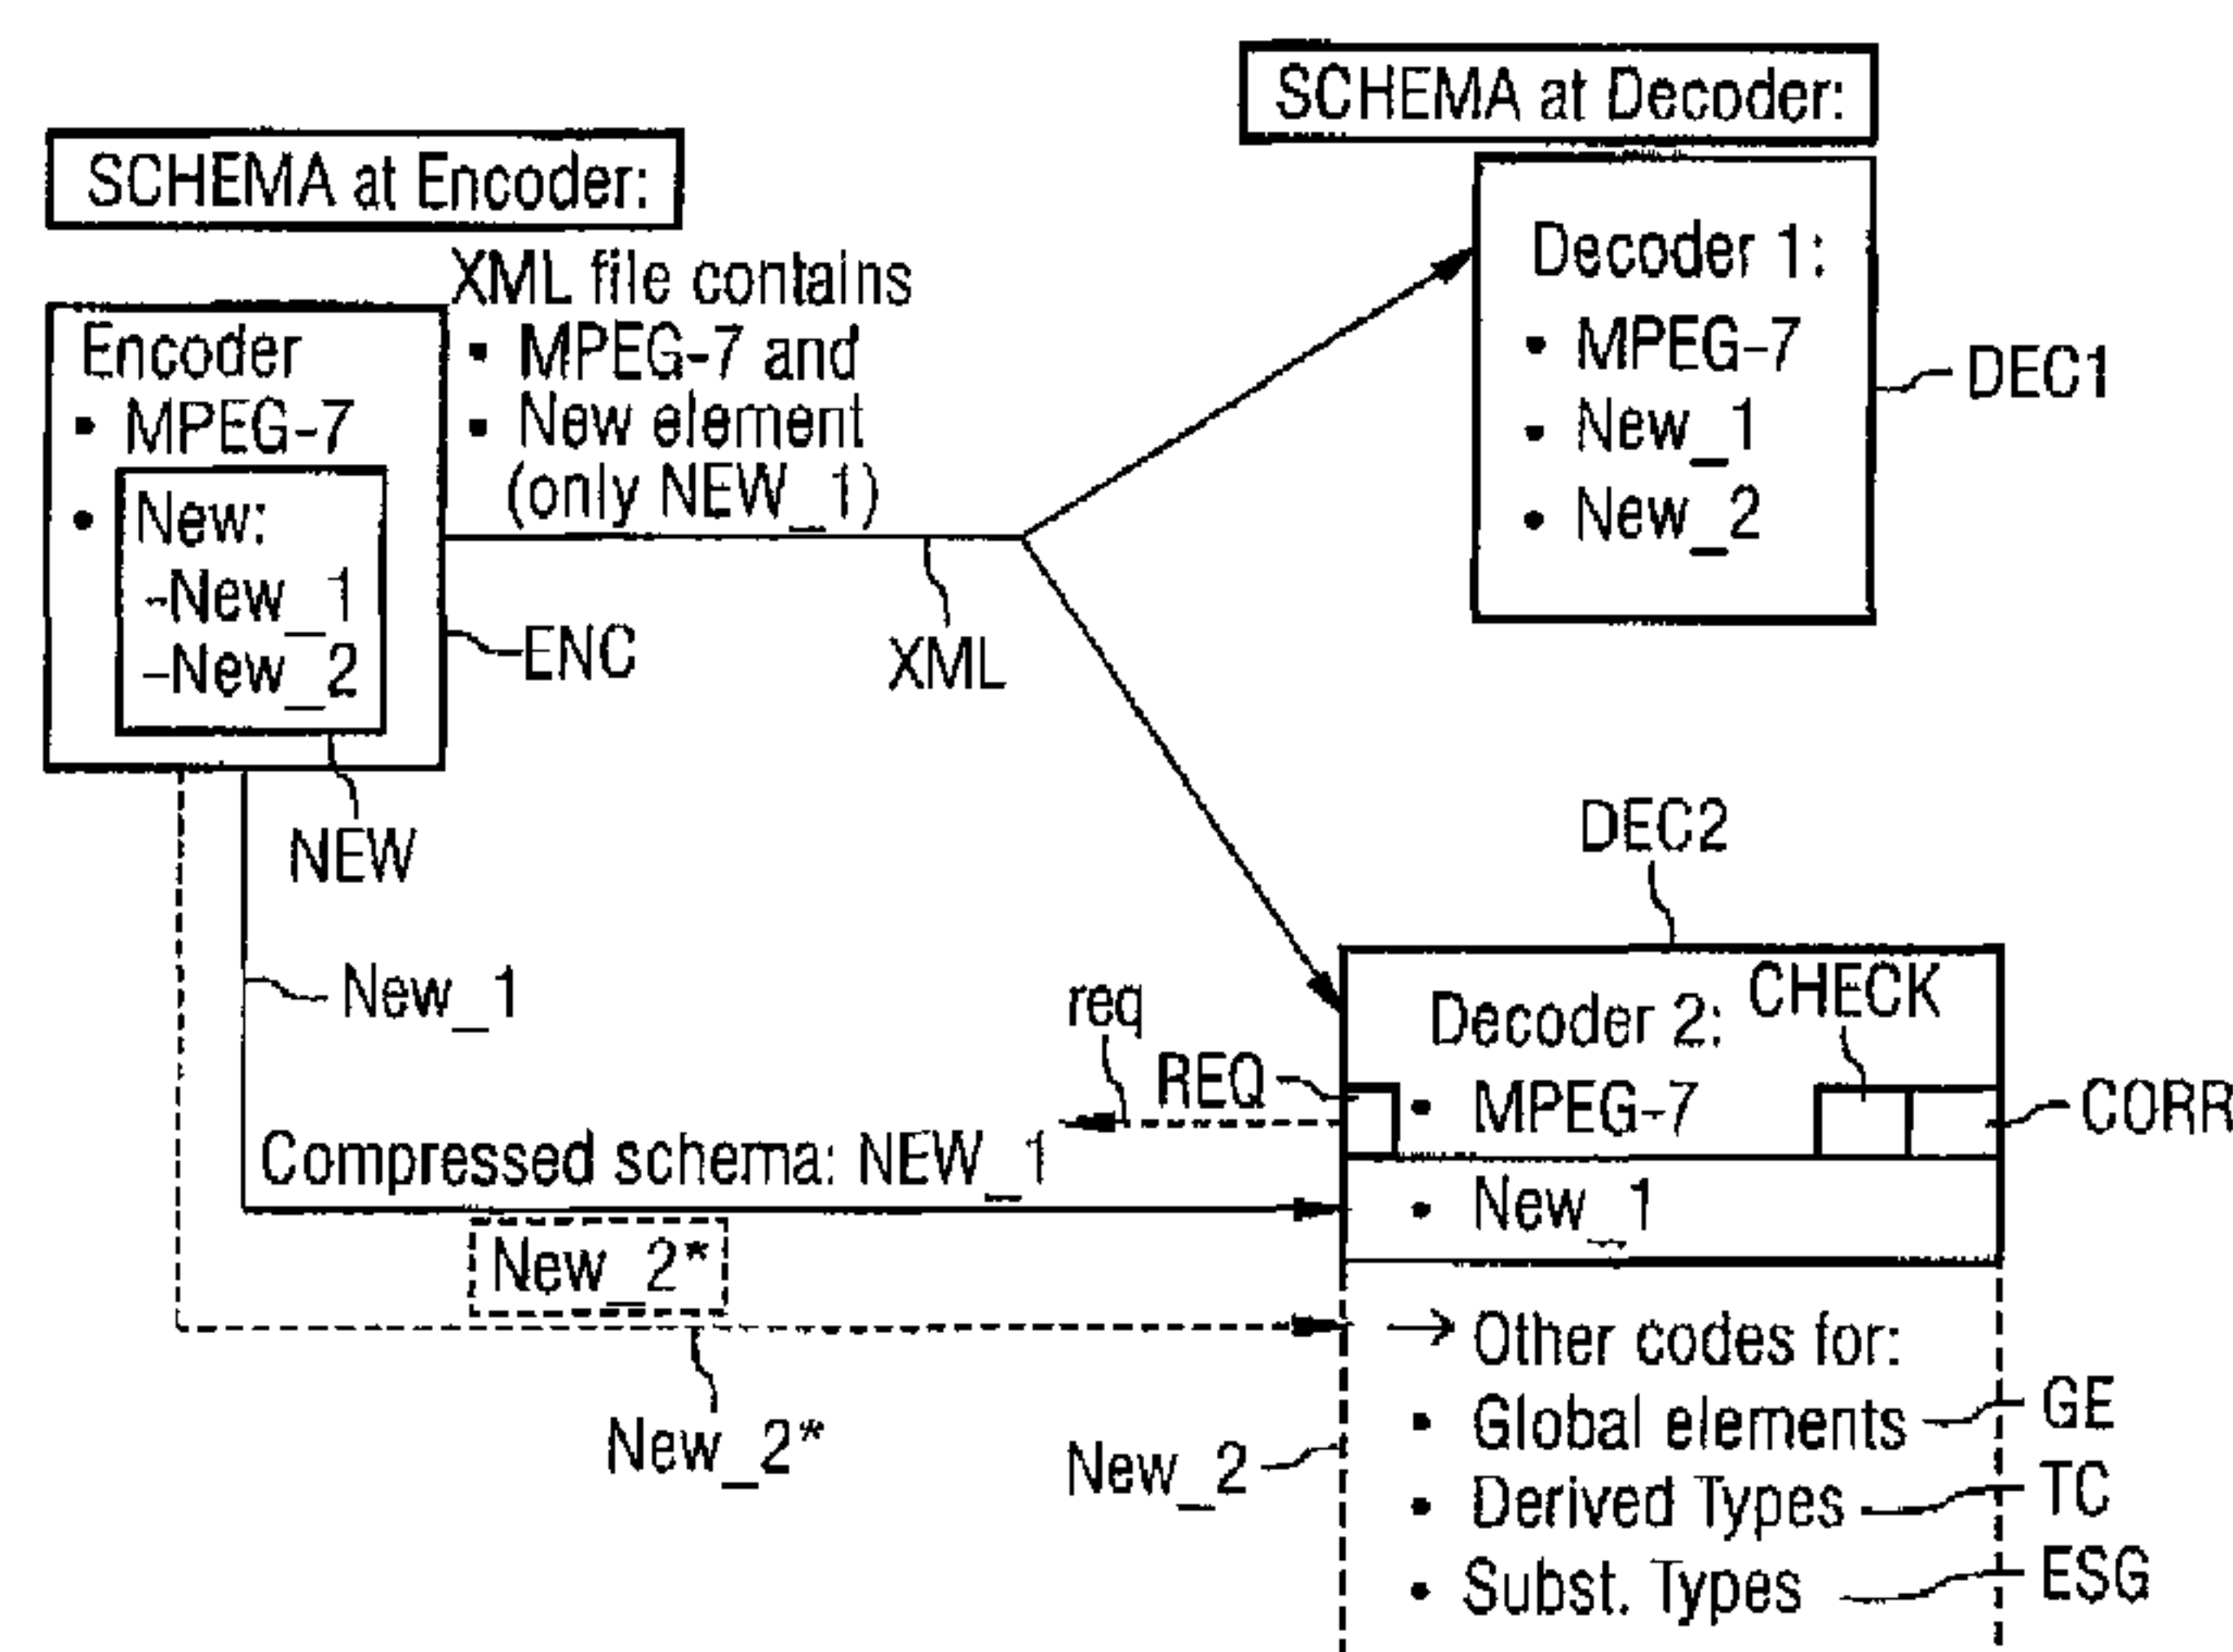 SCHEMA at Decoder:
SCHEMA at Encoder:
XML file contains
• MPEG-7 and
• New element
(only NEW_1)
Encoder
• MPEG-7
• New:
-New_1
-New_2
ENC
NEW
XML
Decoder 1:
• MPEG-7
• New_1
• New_2
DEC1
DEC2
New_1
req
REQ
Decoder 2:
CHECK
• MPEG-7
CORR
Compressed schema: NEW_1
• New_1
New_2*
New_2*
New_2
→ Other codes for:
• Global elements
GE
• Derived Types
TC
• Subst. Types
ESG